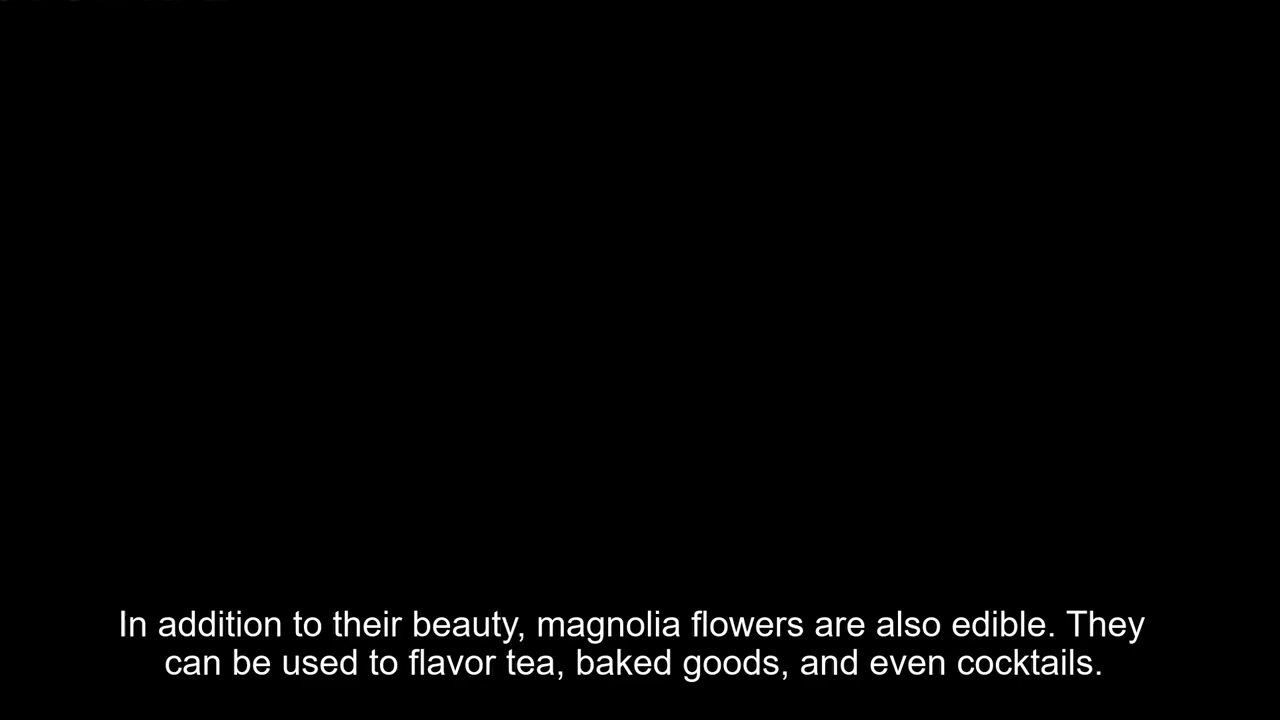 In addition to their beauty, magnolia flowers are also edible. They
can be used to flavor tea, baked goods, and even cocktails.